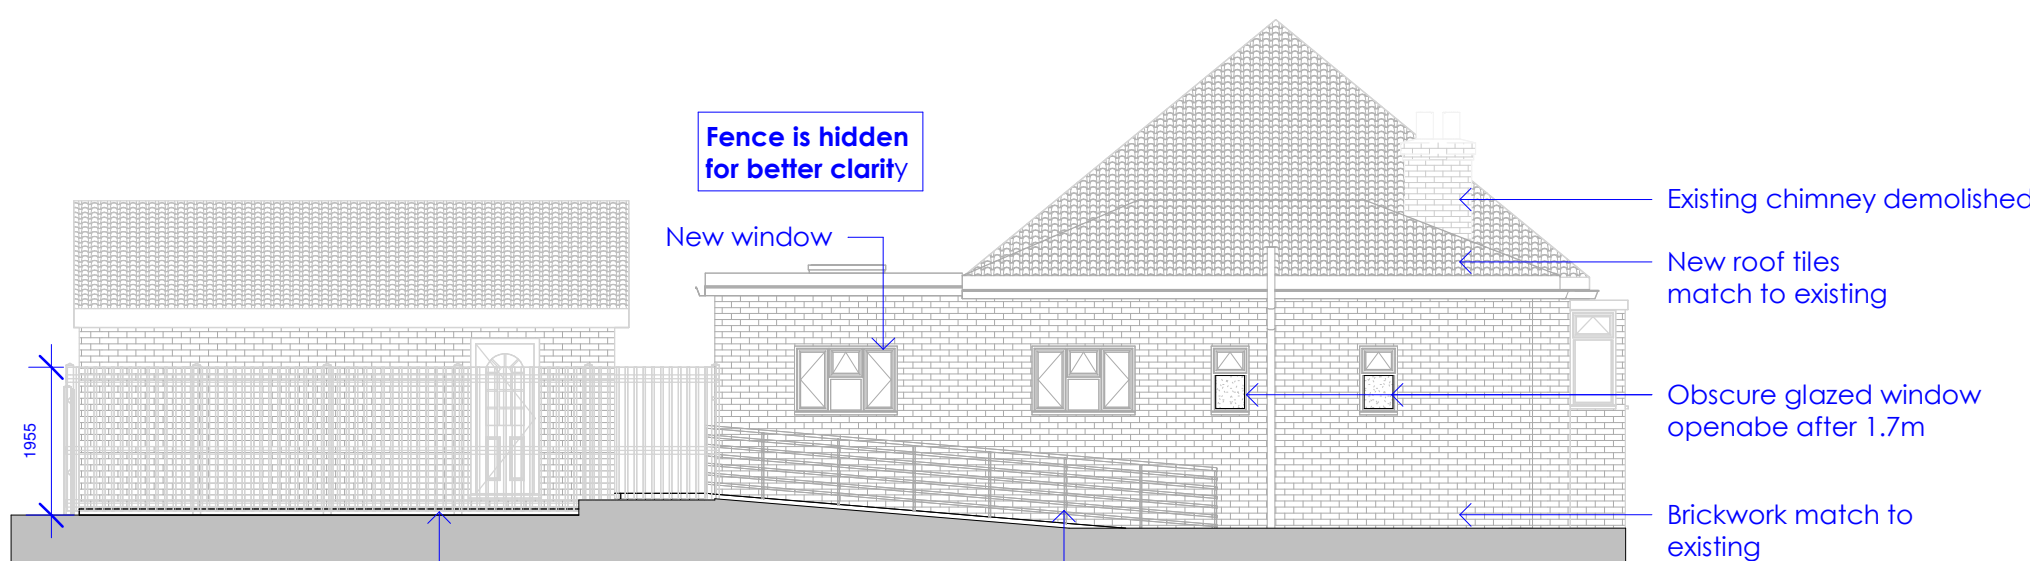 Fence is hidden
for better clarity
New window
Existing chimney demolished
New roof tiles
match to existing
Obscure glazed window
openabe after 1.7m
Brickwork match to
existing
1955